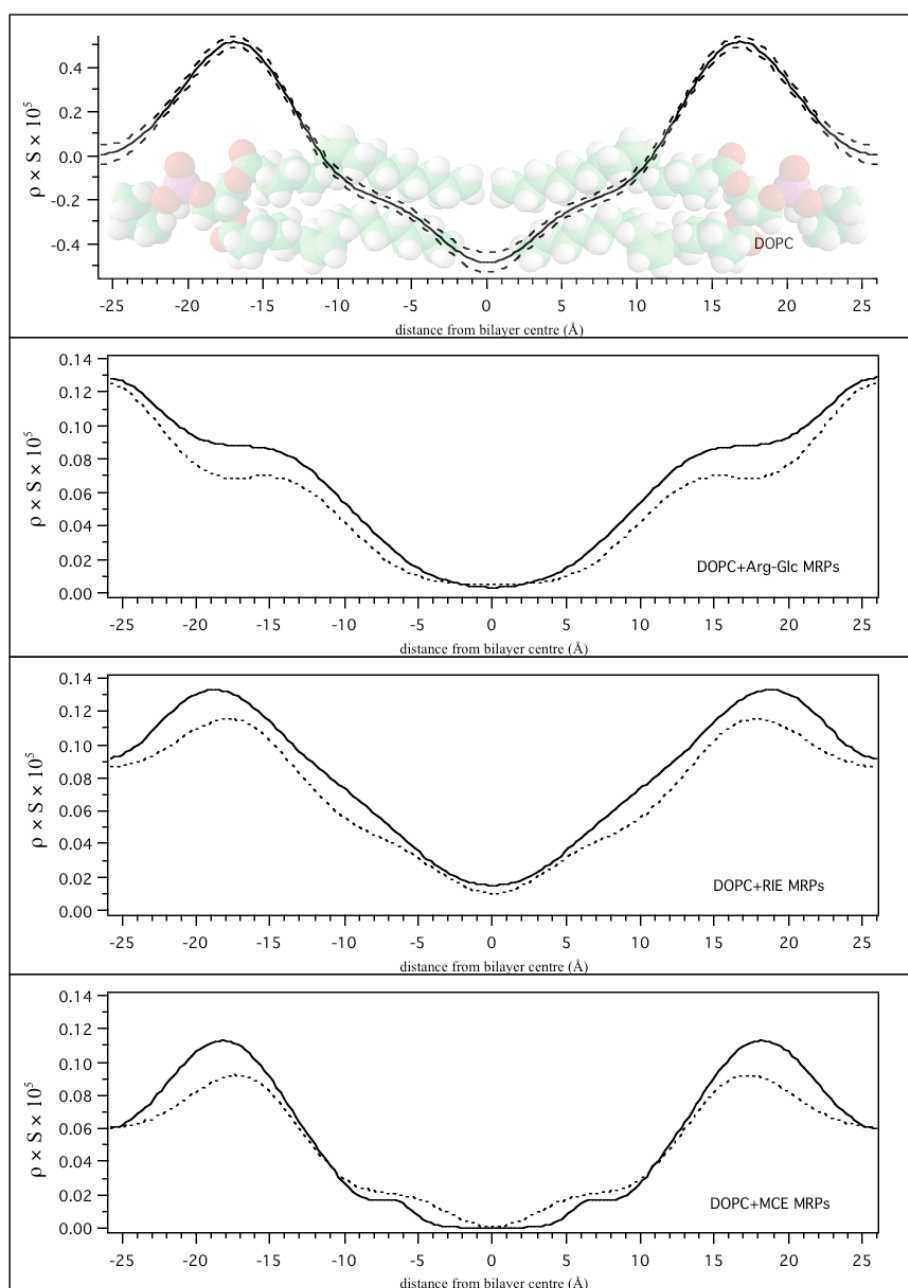 ρ × S × 10⁵
0.4
0.2
0.0
-0.2
-0.4
DOPC
-25 -20 -15 -10 -5 0 5 10 15 20 25
distance from bilayer centre (Å)
ρ × S × 10⁵
0.14
0.12
0.10
0.08
0.06
0.04
0.02
0.00
DOPC+Arg-Glc MRPs
-25 -20 -15 -10 -5 0 5 10 15 20 25
distance from bilayer centre (Å)
ρ × S × 10⁵
0.14
0.12
0.10
0.08
0.06
0.04
0.02
0.00
DOPC+RIE MRPs
-25 -20 -15 -10 -5 0 5 10 15 20 25
distance from bilayer centre (Å)
ρ × S × 10⁵
0.14
0.12
0.10
0.08
0.06
0.04
0.02
0.00
DOPC+MCE MRPs
-25 -20 -15 -10 -5 0 5 10 15 20 25
distance from bilayer centre (Å)